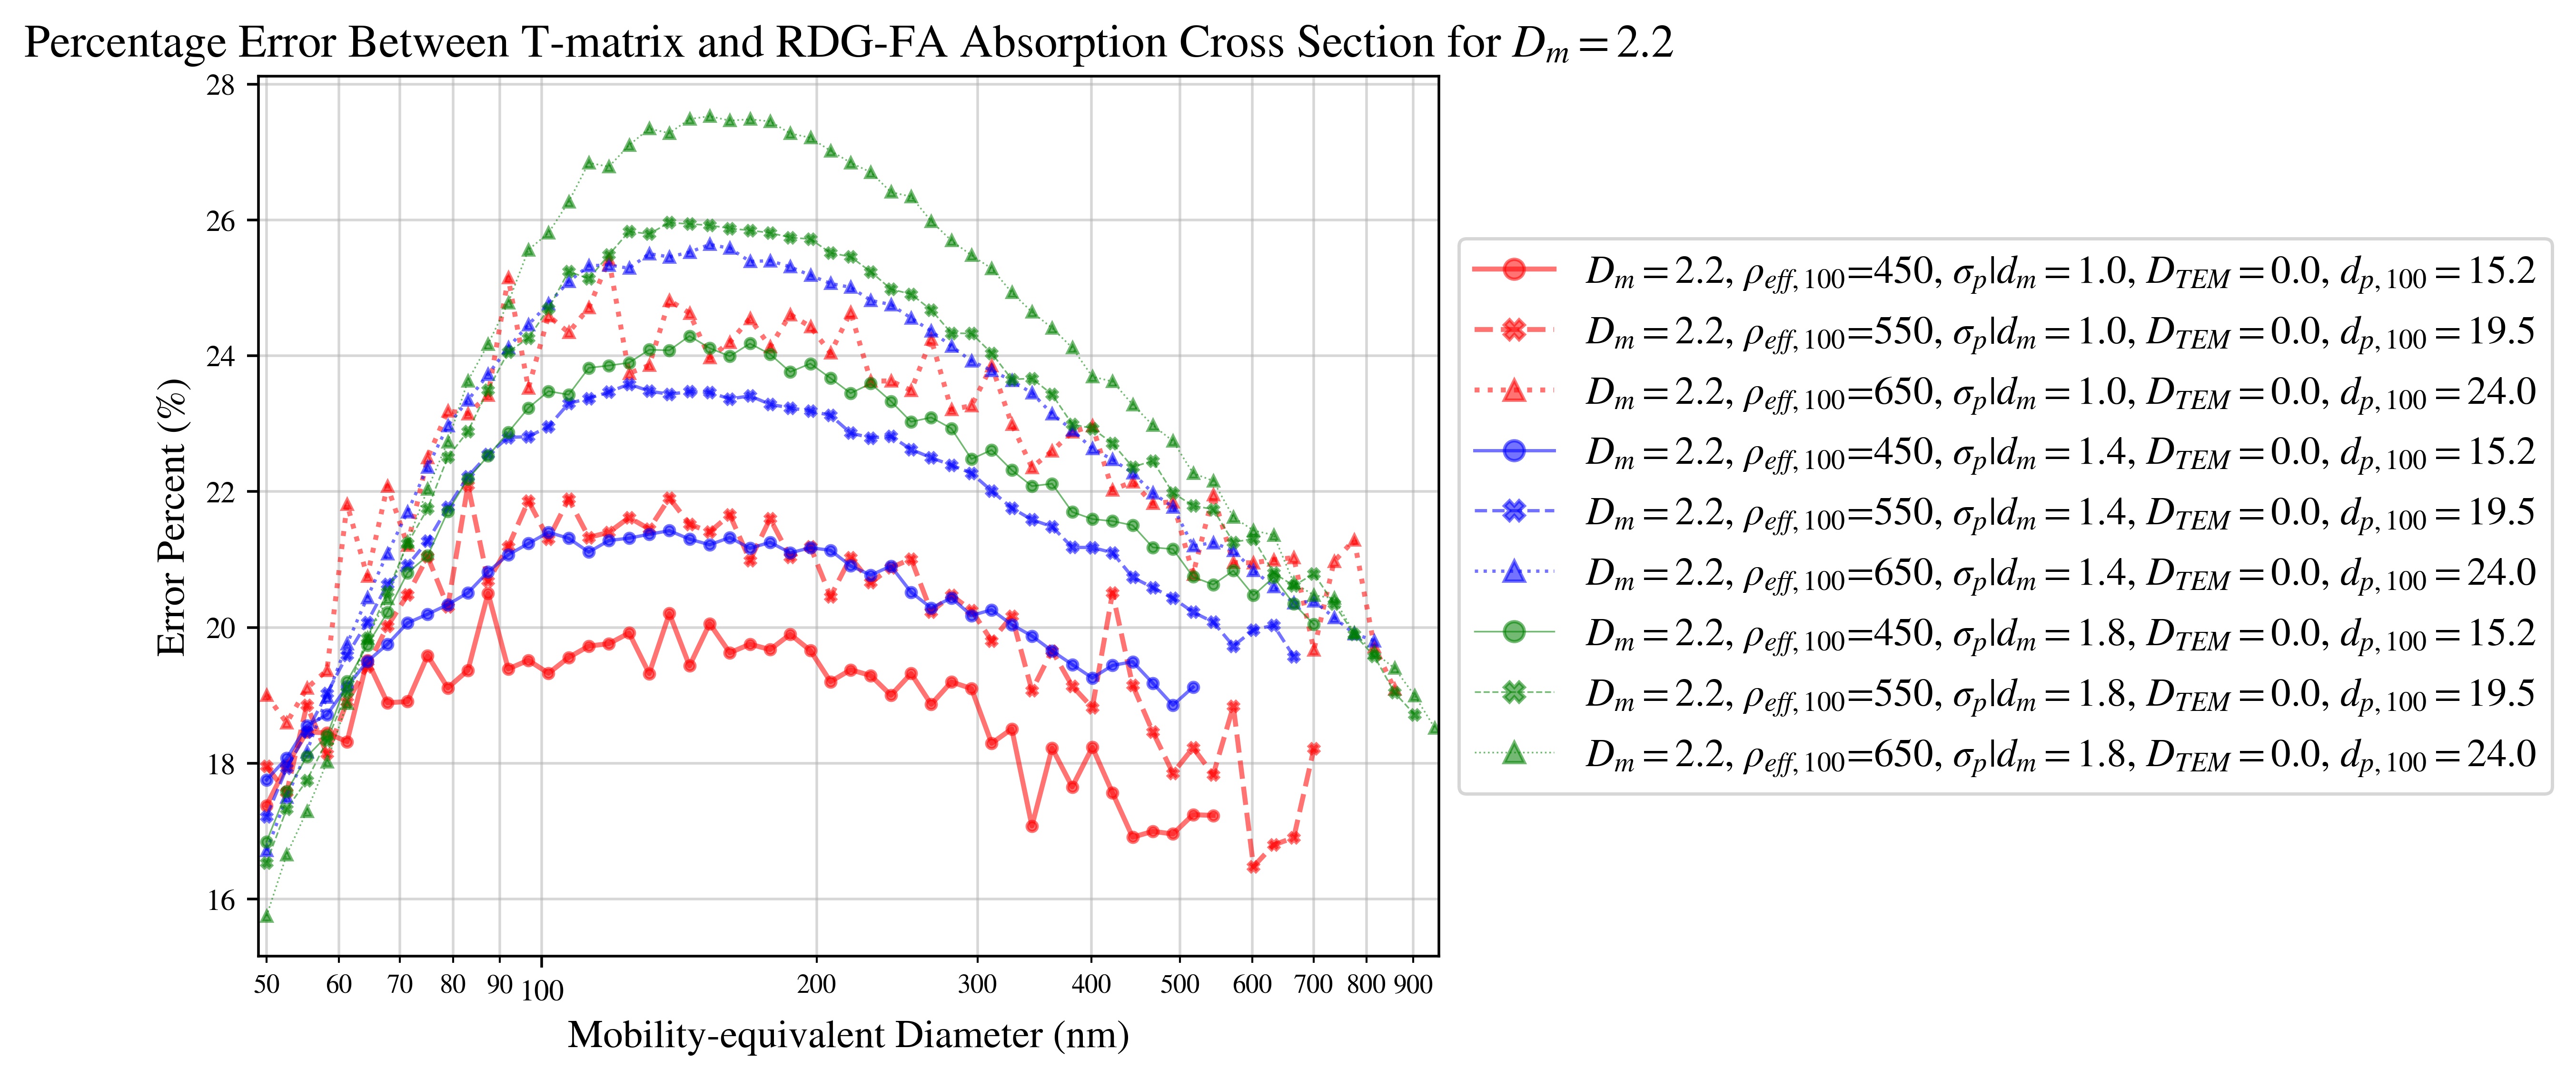 Percentage Error Between T-matrix and RDG-FA Absorption Cross Section for Dₘ = 2.2
Error Percent (%)
28
26
24
22
20
18
16
50 60 70 80 90 100 200 300 400 500 600 700 800 900
Mobility-equivalent Diameter (nm)
D_m = 2.2, ρ_eff,100=450, σ_p|d_m = 1.0, D_TEM = 0.0, d_p,100 = 15.2
D_m = 2.2, ρ_eff,100=550, σ_p|d_m = 1.0, D_TEM = 0.0, d_p,100 = 19.5
D_m = 2.2, ρ_eff,100=650, σ_p|d_m = 1.0, D_TEM = 0.0, d_p,100 = 24.0
D_m = 2.2, ρ_eff,100=450, σ_p|d_m = 1.4, D_TEM = 0.0, d_p,100 = 15.2
D_m = 2.2, ρ_eff,100=550, σ_p|d_m = 1.4, D_TEM = 0.0, d_p,100 = 19.5
D_m = 2.2, ρ_eff,100=650, σ_p|d_m = 1.4, D_TEM = 0.0, d_p,100 = 24.0
D_m = 2.2, ρ_eff,100=450, σ_p|d_m = 1.8, D_TEM = 0.0, d_p,100 = 15.2
D_m = 2.2, ρ_eff,100=550, σ_p|d_m = 1.8, D_TEM = 0.0, d_p,100 = 19.5
D_m = 2.2, ρ_eff,100=650, σ_p|d_m = 1.8, D_TEM = 0.0, d_p,100 = 24.0